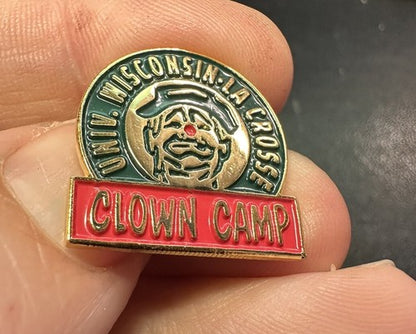 UNIV. WISCONSIN-LA CROSSE
CLOWN CAMP